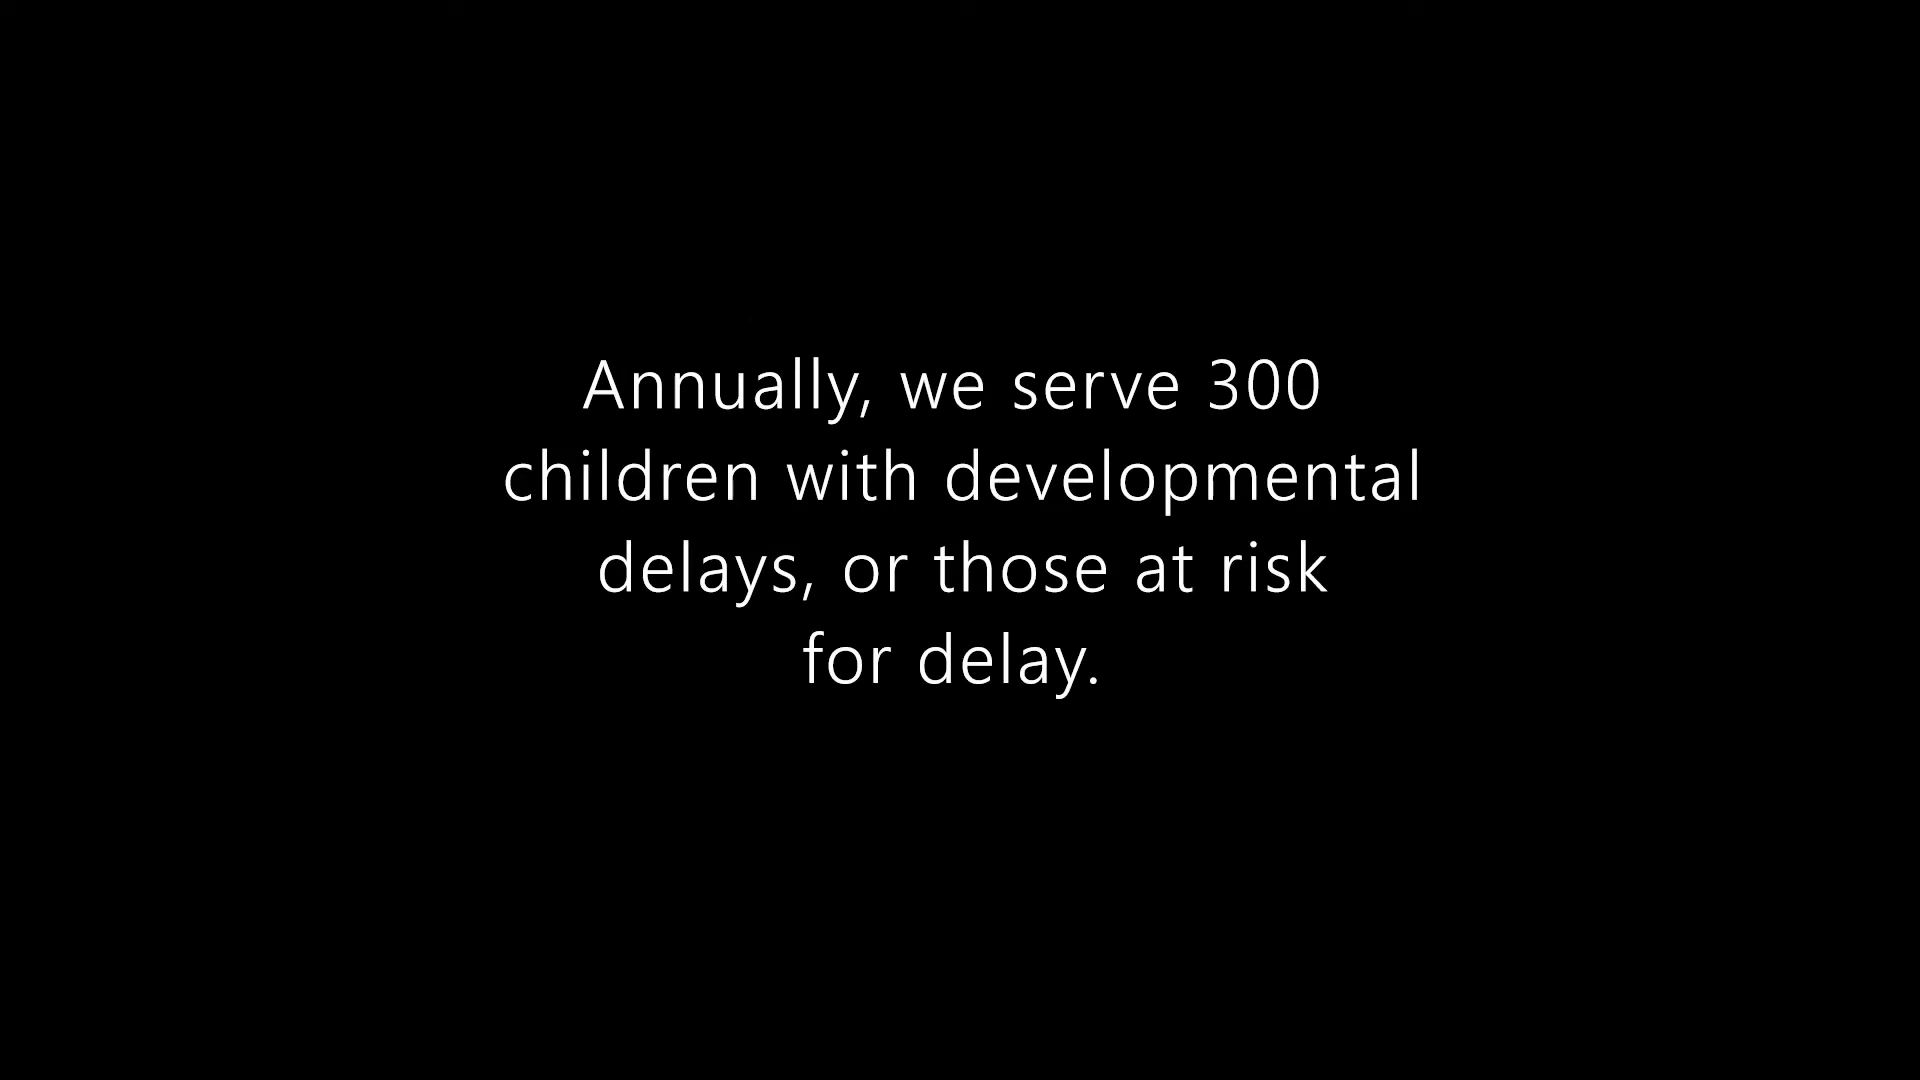 Annually, we serve 300
children with developmental
delays, or those at risk
for delay.